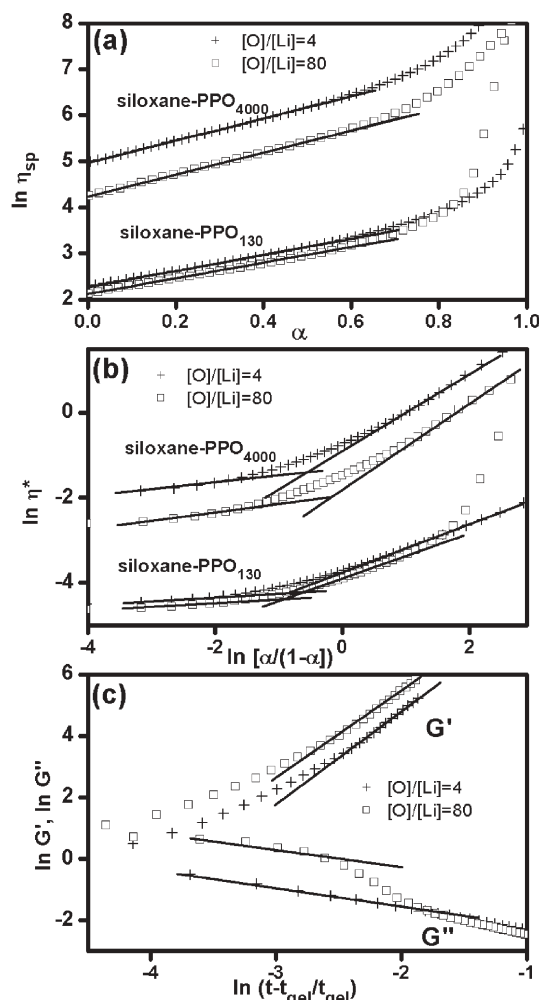 (a)
+ [O]/[Li]=4
□ [O]/[Li]=80
siloxane-PPO4000
siloxane-PPO130
ln ηsp
8
7
6
5
4
3
2
0.0 0.2 0.4 0.6 0.8 1.0
α
(b)
+ [O]/[Li]=4
□ [O]/[Li]=80
siloxane-PPO4000
siloxane-PPO130
ln η*
0
-2
-4
-4 -2 0 2
ln [α/(1-α]
(c)
G'
+ [O]/[Li]=4
□ [O]/[Li]=80
G"
ln G', ln G"
6
4
2
0
-2
-4 -3 -2 -1
ln (t-tgel/tgel)